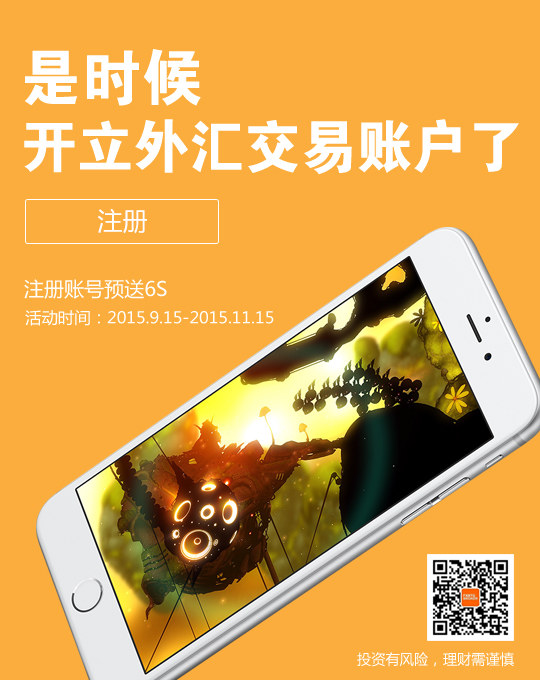 是时候
开立外汇交易账户了
注册
注册账号预送6S
活动时间：2015.9.15-2015.11.15
投资有风险，理财需谨慎